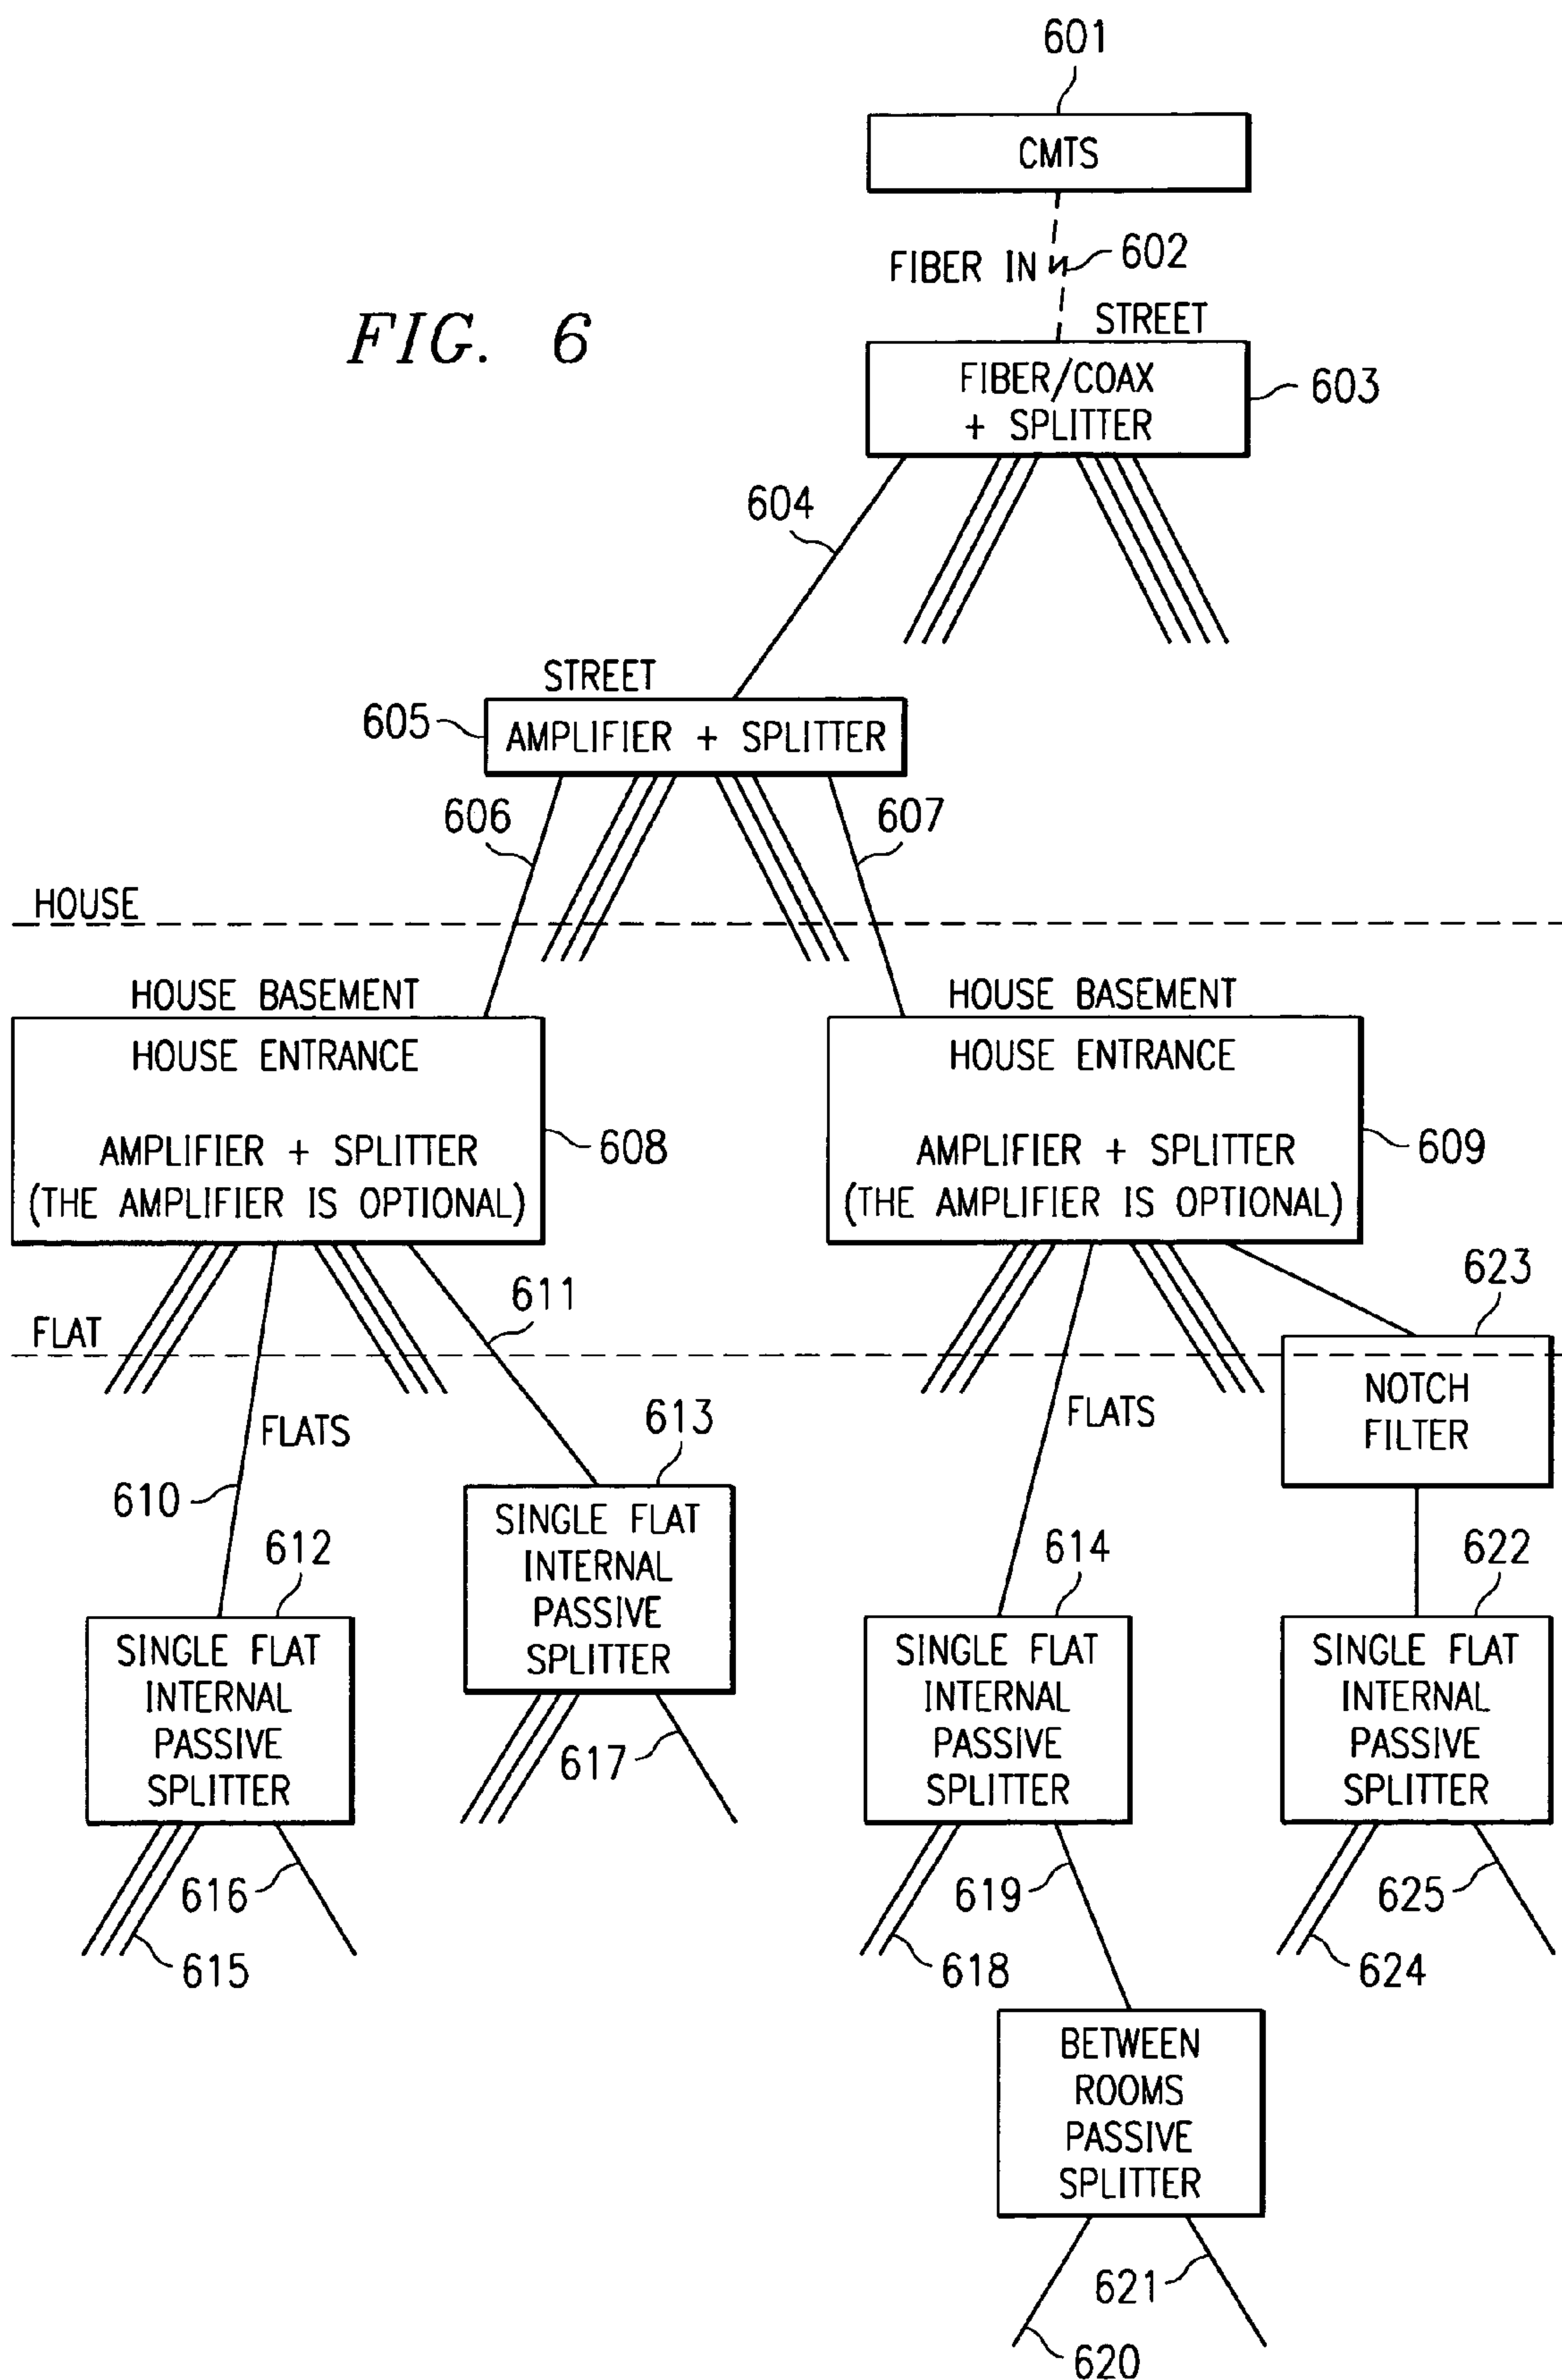 601
CMTS
FIBER IN
602
FIG. 6
STREET
FIBER/COAX
+ SPLITTER
603
604
STREET
605
AMPLIFIER + SPLITTER
606
607
HOUSE
HOUSE BASEMENT
HOUSE ENTRANCE
AMPLIFIER + SPLITTER
(THE AMPLIFIER IS OPTIONAL)
608
HOUSE BASEMENT
HOUSE ENTRANCE
AMPLIFIER + SPLITTER
(THE AMPLIFIER IS OPTIONAL)
609
611
623
FLAT
NOTCH
FILTER
FLATS
FLATS
610
613
SINGLE FLAT
INTERNAL
PASSIVE
SPLITTER
612
SINGLE FLAT
INTERNAL
PASSIVE
SPLITTER
614
SINGLE FLAT
INTERNAL
PASSIVE
SPLITTER
622
SINGLE FLAT
INTERNAL
PASSIVE
SPLITTER
617
616
615
619
618
625
624
BETWEEN
ROOMS
PASSIVE
SPLITTER
621
620